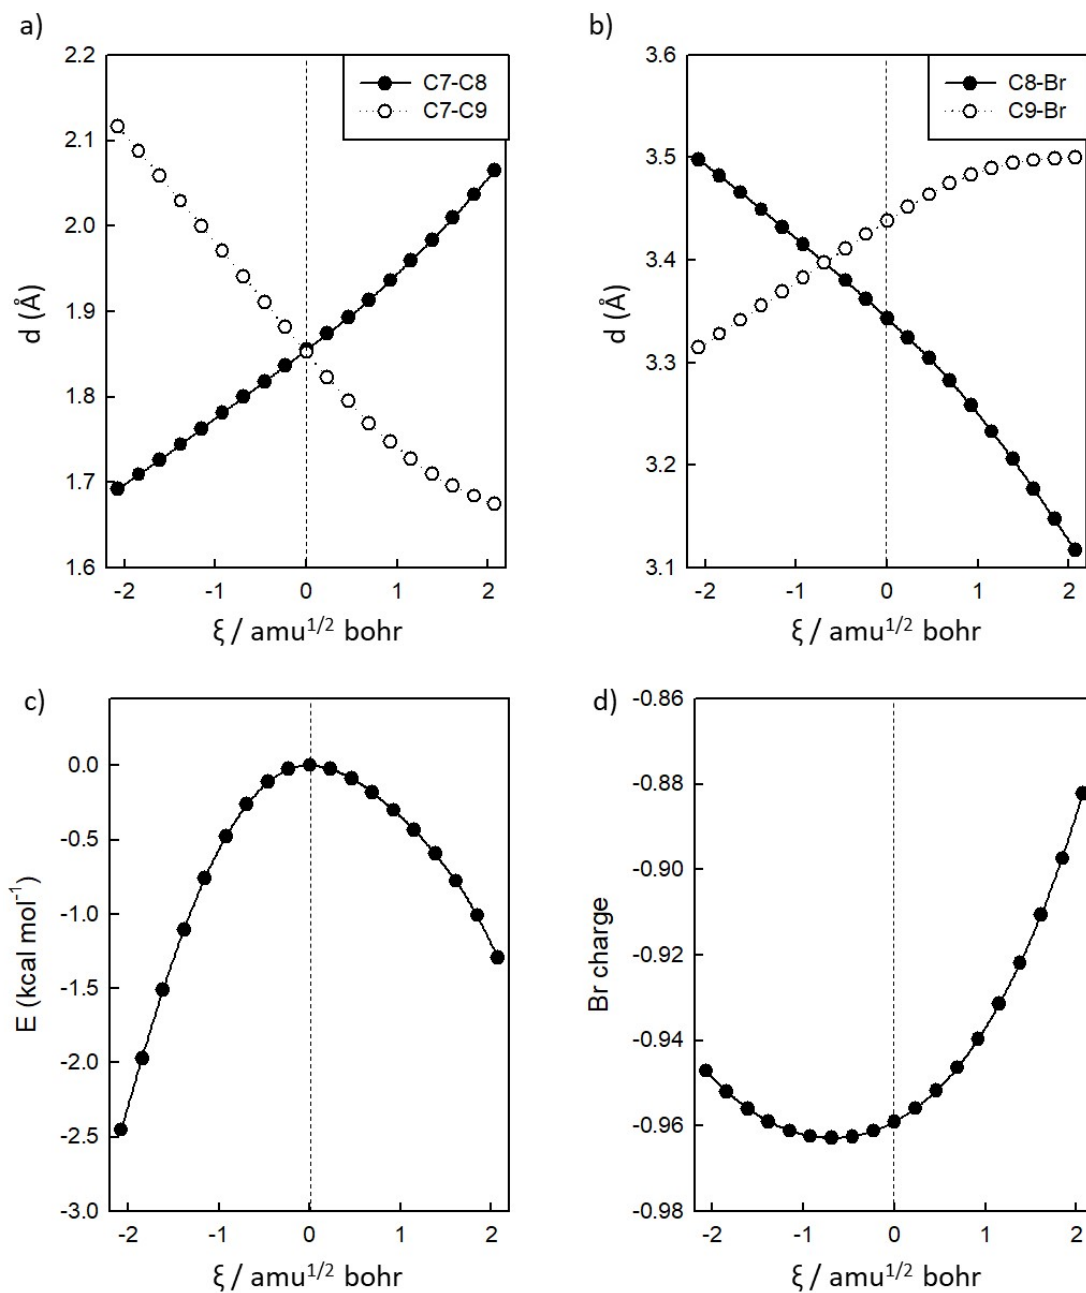 a)
2.2
2.1
2.0
1.9
1.8
1.7
1.6
d (Å)
C7-C8
C7-C9
-2 -1 0 1 2
ξ / amu1/2 bohr
b)
3.6
3.5
3.4
3.3
3.2
3.1
d (Å)
C8-Br
C9-Br
-2 -1 0 1 2
ξ / amu1/2 bohr
c)
0.0
-0.5
-1.0
-1.5
-2.0
-2.5
-3.0
E (kcal mol-1)
-2 -1 0 1 2
ξ / amu1/2 bohr
d)
-0.86
-0.88
-0.90
-0.92
-0.94
-0.96
-0.98
Br charge
-2 -1 0 1 2
ξ / amu1/2 bohr